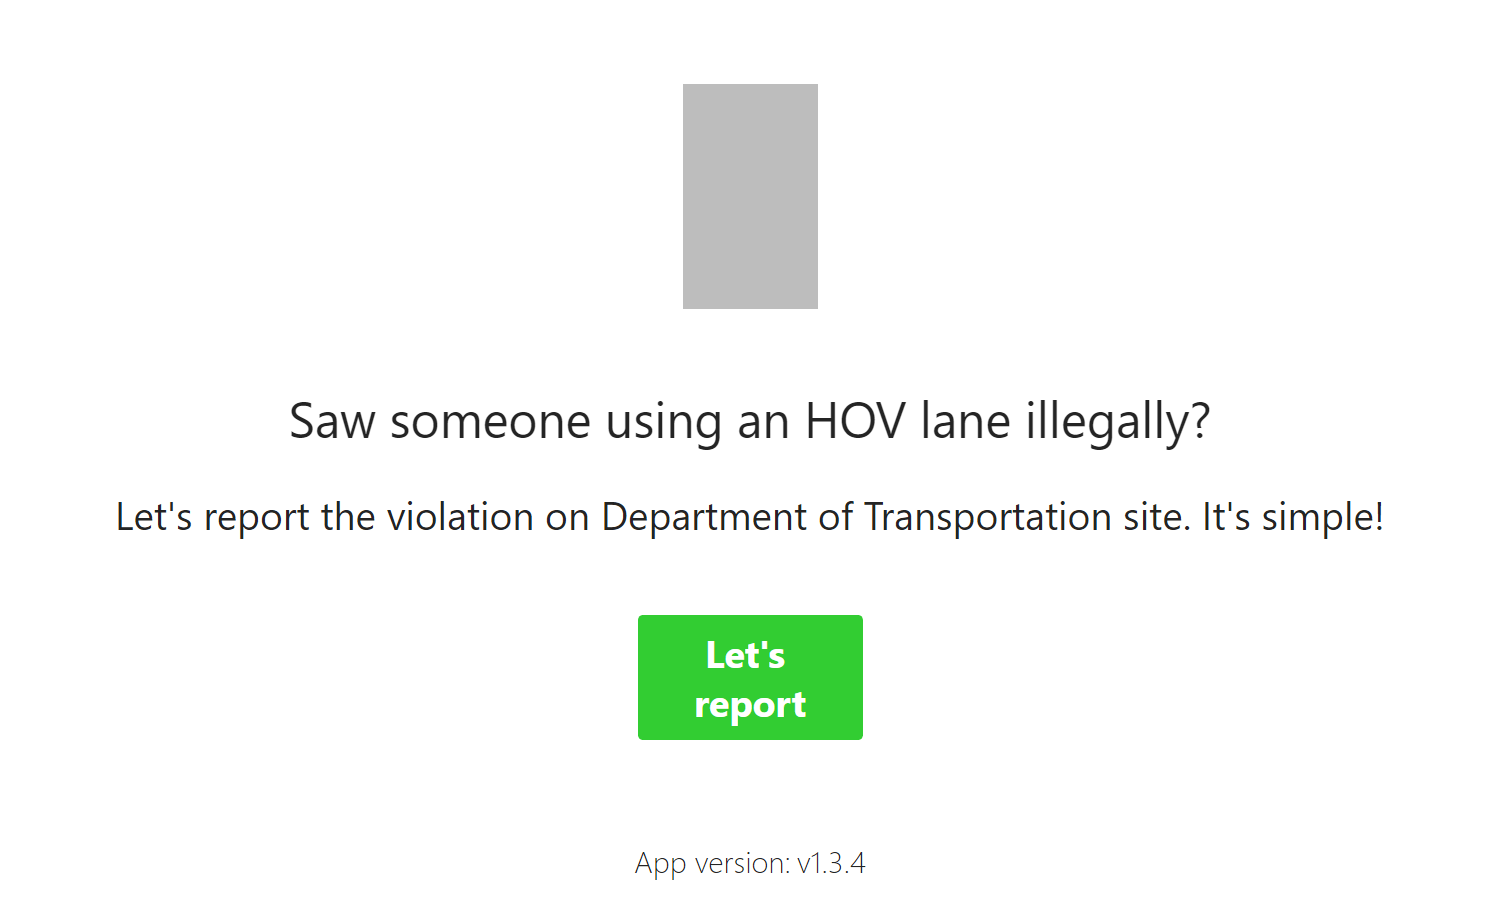 Saw someone using an HOV lane illegally?
Let's report the violation on Department of Transportation site. It's simple!
Let's
report
App version: v1.3.4